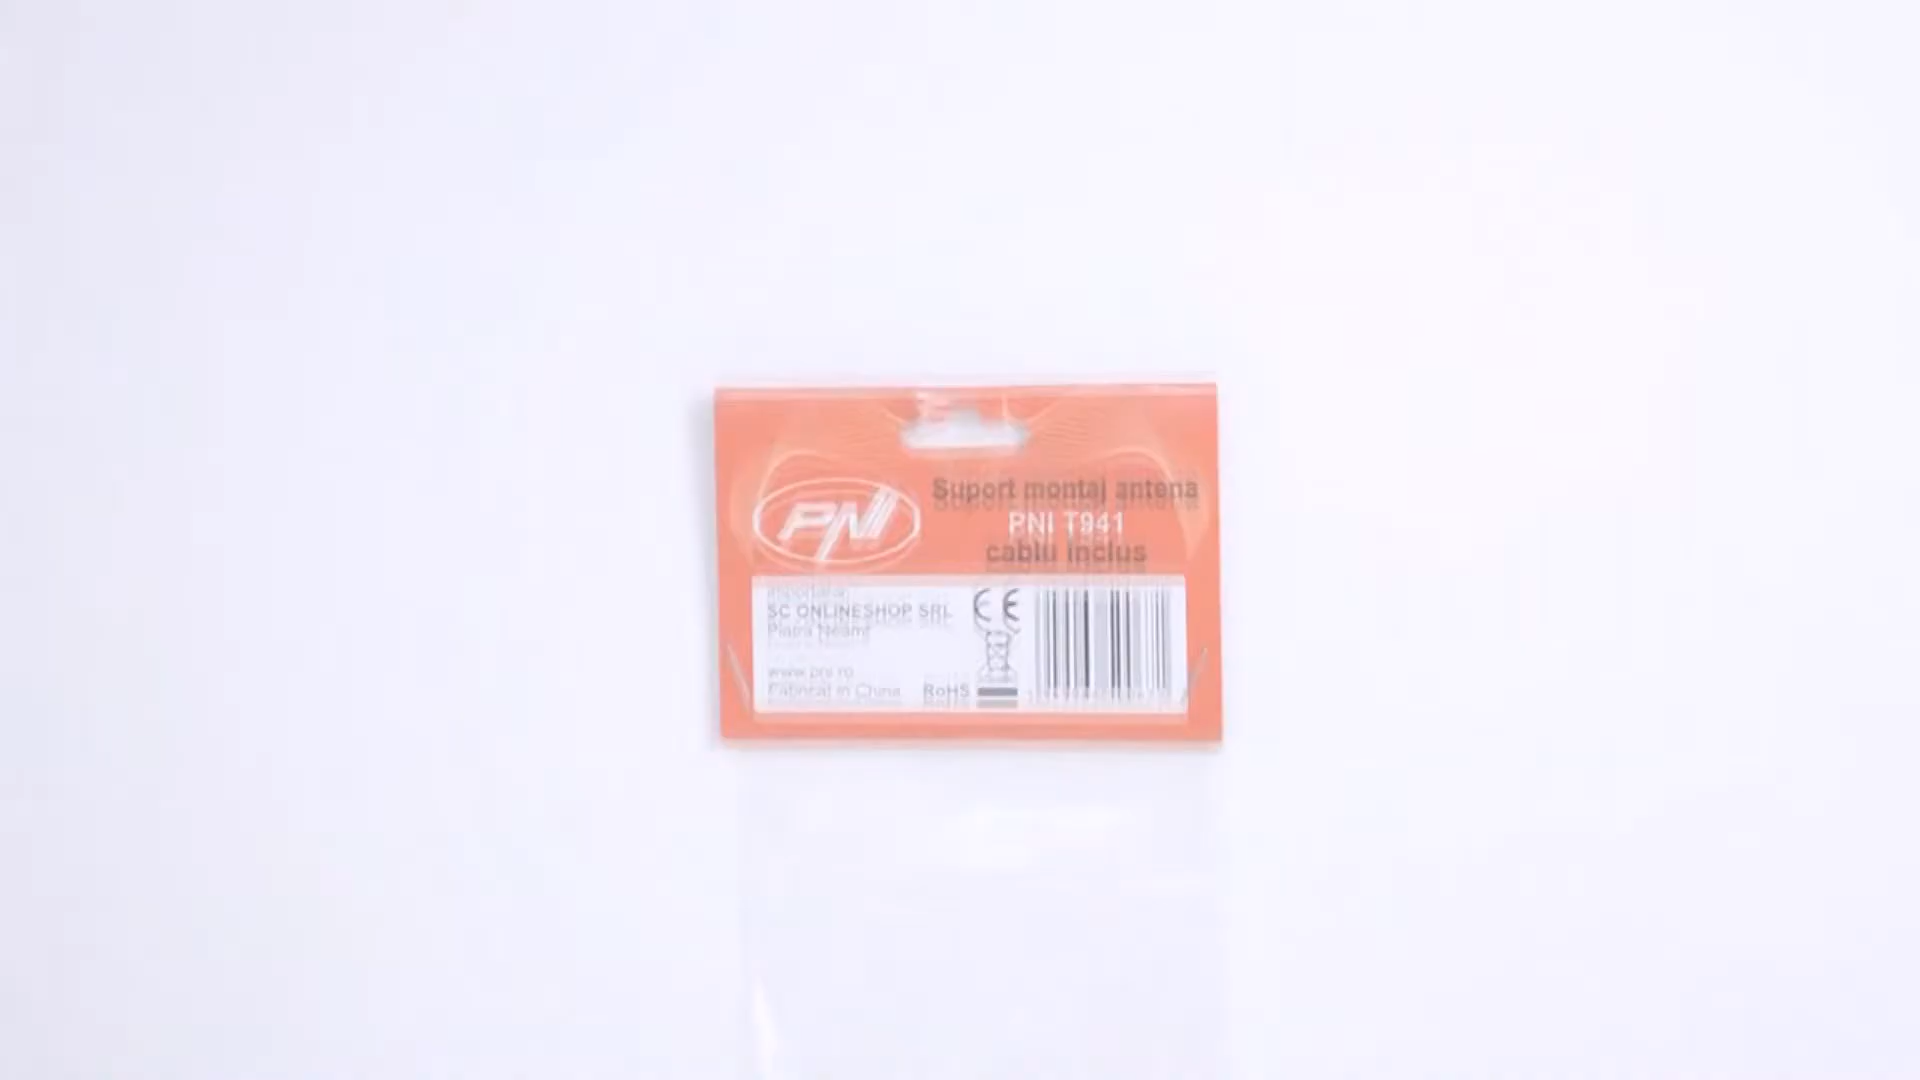 PNI
Suport montaj antena
PNI T941
cablu inclus
Importator:
SC ONLINESHOP SRL
Piatra Neamt
www.pni.ro
Fabricat in China
RoHS
CE